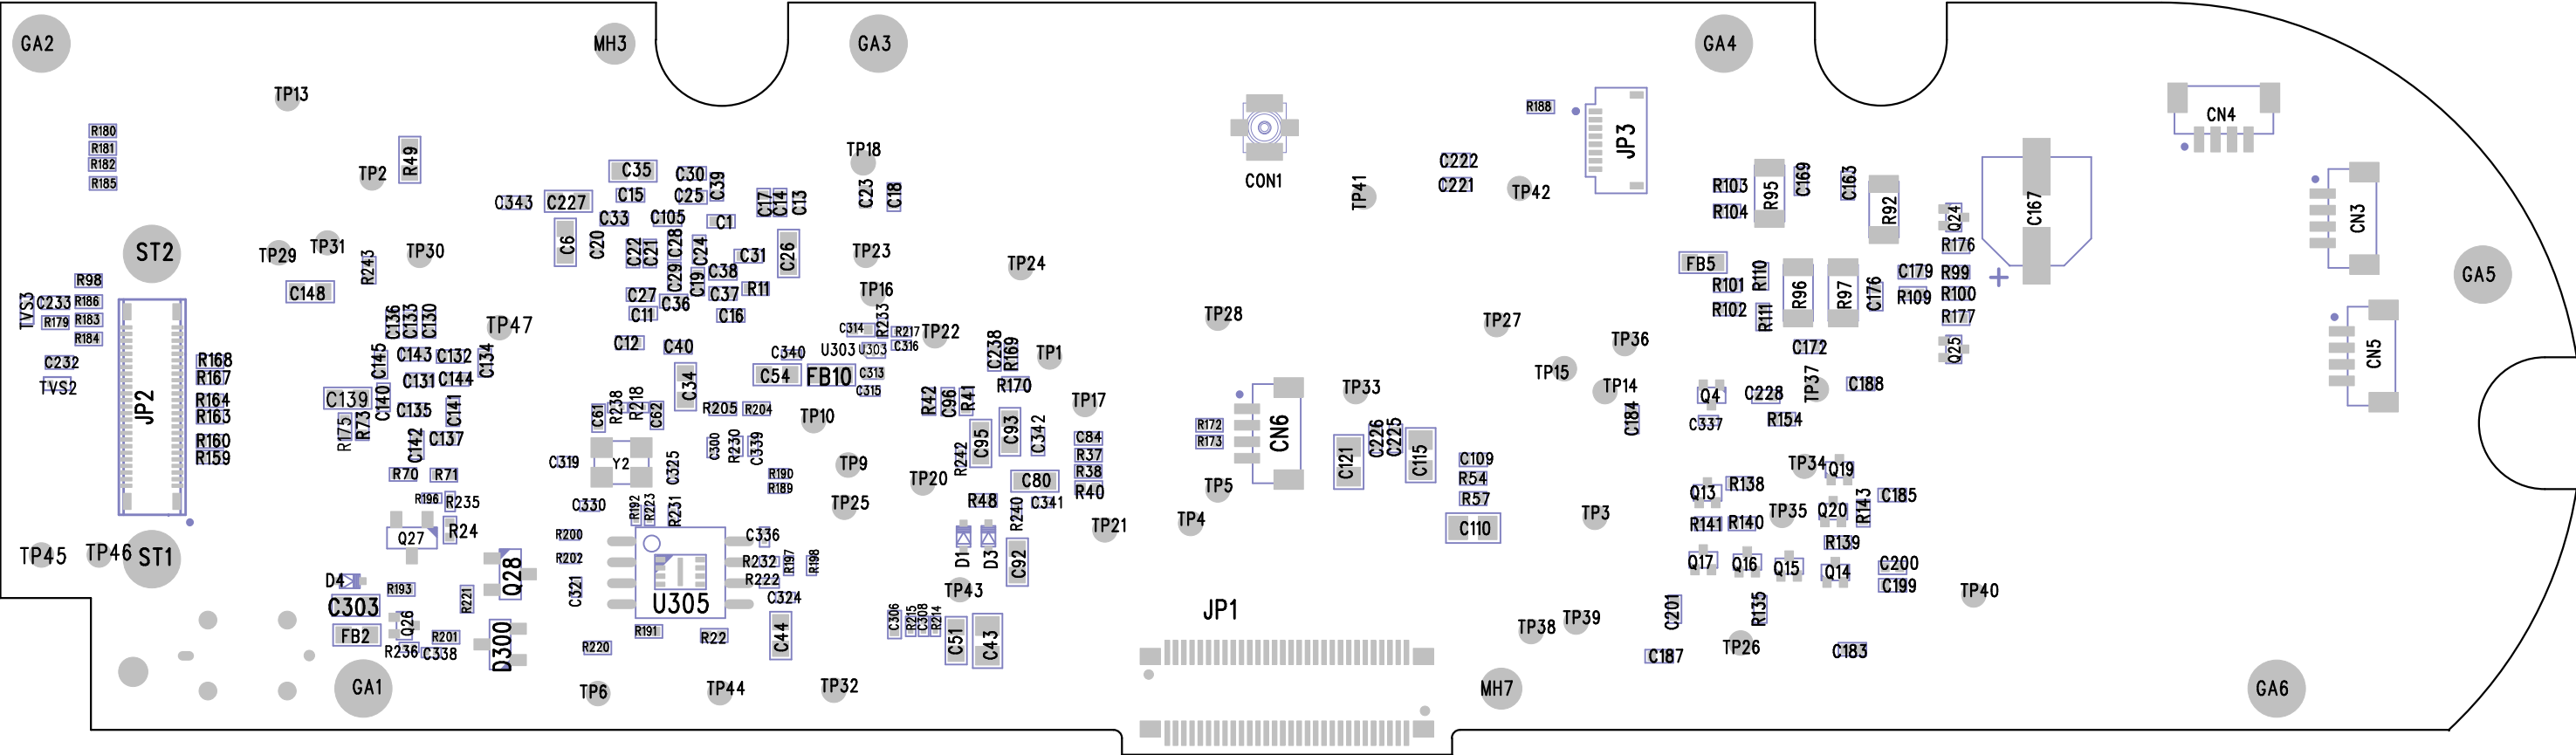 GA2
MH3
GA3
GA4
TP13
R180
R181
R182
R185
R49
TP2
C343
C227
C35
C15
C30
C25
C39
C33
C105
C1
C17
C14
C13
TP18
C23
C18
CON1
TP41
C222
C221
TP42
R188
JP3
R103
R104
R95
C169
C163
R92
Q24
R176
C167
CN4
CN3
GA5
ST2
TP29
TP31
R243
TP30
C148
C6
C20
C22
C21
C28
C24
C31
C26
C29
C19
C38
C37
R11
C27
C36
C11
C16
TP23
TP16
TP24
TP28
TP27
FB5
R101
R102
R110
R111
R96
R97
C176
C179
R109
R99
R100
R177
Q25
+
CN5
R98
TVS3
C233
R186
R179
R183
R184
C232
TVS2
JP2
R168
R167
R164
R163
R160
R159
C136
C133
C130
TP47
C145
C143
C132
C134
C131
C144
C139
C140
C135
C141
R175
R73
C142
C137
R70
R71
R196
R235
R24
Q27
C12
C40
C34
C340
C54
FB10
C314
R233
R217
C316
U303
U303
C313
C315
TP22
C238
R169
R170
TP1
R42
C96
R41
TP17
C61
R238
R218
C62
R205
R204
TP10
C300
R230
C339
C319
Y2
C325
R190
R189
TP9
TP25
TP20
R242
C95
C93
C342
C84
R37
R38
R40
C80
C341
R48
R240
TP21
D1
D3
C92
TP43
TP5
TP4
R172
R173
CN6
TP33
C121
C226
C225
C115
C109
R54
R57
C110
TP3
TP15
TP14
TP36
C184
Q4
C337
C228
R154
TP37
C172
C188
TP34
Q19
Q13
R138
R141
R140
TP35
Q20
R143
C185
R139
Q17
Q16
Q15
Q14
C200
C199
TP40
C201
R135
TP26
C187
C183
TP45
TP46
ST1
D4
C303
FB2
R193
Q26
R236
R201
C338
R221
Q28
D300
GA1
C330
R192
R223
R231
R200
R202
C321
U305
C336
R232
R222
R197
R198
C324
R191
R22
C44
R220
TP6
TP44
TP32
C306
R215
C308
R214
C51
C43
JP1
TP38
TP39
MH7
GA6